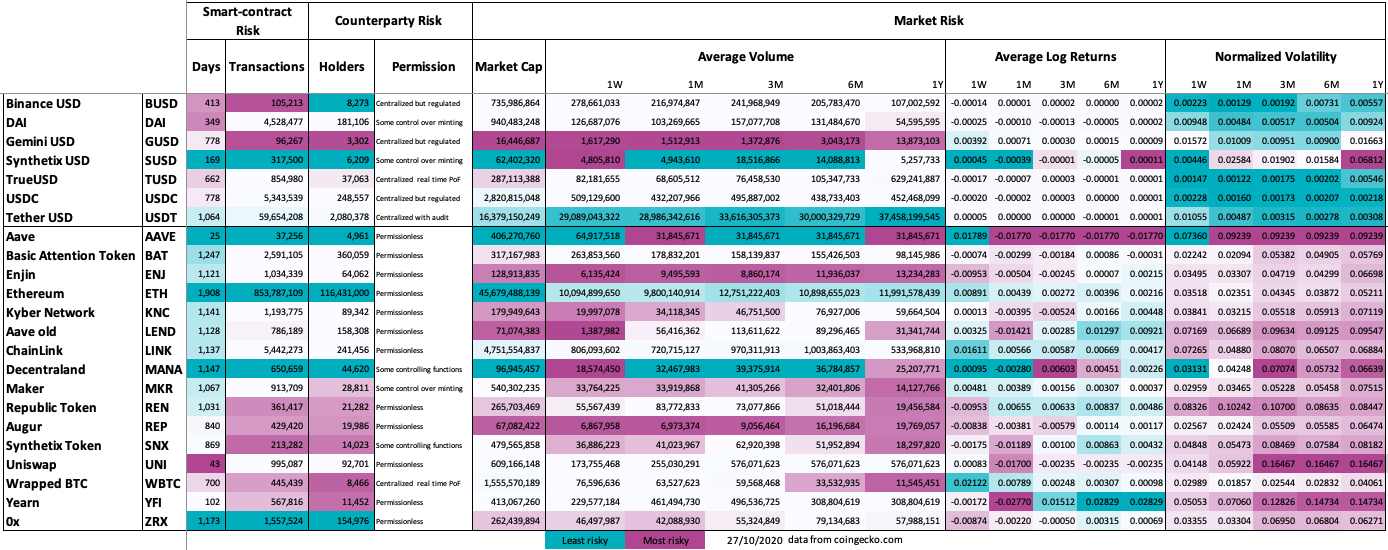 Smart-contract Risk Counterparty Risk Market Risk
Average Volume Average Log Returns Normalized Volatility
Days Transactions Holders Permission Market Cap
1W 1M 3M 6M 1Y 1W 1M 3M 6M 1Y 1W 1M 3M 6M 1Y
Binance USD BUSD 413 105,213 8,273 Centralized but regulated 735,986,864 278,661,033 216,974,847 241,968,949 205,783,470 107,002,592 -0.00014 0.00001 0.00002 0.00000 0.00002 0.00223 0.00129 0.00192 0.00731 0.00557
DAI DAI 349 4,528,477 181,106 Some control over minting 940,483,248 126,687,076 103,269,665 157,077,708 131,484,670 54,595,595 -0.00025 -0.00010 -0.00013 -0.00005 0.00002 0.00948 0.00484 0.00517 0.00504 0.00924
Gemini USD GUSD 778 96,267 3,302 Centralized but regulated 16,446,687 1,617,290 1,512,913 1,372,876 3,043,173 13,873,103 0.00392 0.00071 0.00030 0.00015 0.00009 0.01572 0.01009 0.00951 0.00900 0.01663
Synthetix USD SUSD 169 317,500 6,209 Some control over minting 62,402,320 4,805,810 4,943,610 18,516,866 14,088,813 5,257,733 0.00045 -0.00039 -0.00001 -0.00005 0.00011 0.00446 0.02584 0.01902 0.01584 0.06812
TrueUSD TUSD 662 854,980 37,063 Centralized real time PoF 287,113,388 82,181,655 68,605,512 76,458,530 105,347,733 629,241,887 -0.00017 -0.00007 -0.00003 -0.00001 0.00002 0.00147 0.00122 0.00175 0.00202 0.00546
USDC USDC 778 5,343,539 248,557 Centralized but regulated 2,820,815,048 509,129,600 432,207,966 495,887,002 438,733,403 452,468,099 -0.00020 0.00004 -0.00003 0.00000 0.00001 0.00228 0.00160 0.00173 0.00207 0.00218
Tether USD USDT 1,064 59,654,208 2,080,378 Centralized with audit 16,379,150,249 29,089,043,322 28,986,342,616 33,616,305,373 30,000,329,729 37,458,199,545 0.00005 0.00000 0.00000 -0.00001 0.00001 0.01055 0.00487 0.00315 0.00278 0.00308
Aave AAVE 25 37,256 4,961 Permissionless 406,270,760 64,917,518 31,845,671 31,845,671 31,845,671 31,845,671 0.01789 -0.01770 -0.01770 -0.01770 -0.01770 0.07360 0.09239 0.09239 0.09239 0.09239
Basic Attention Token BAT 1,247 2,591,105 360,059 Permissionless 317,167,983 263,853,560 178,832,201 158,139,837 155,426,503 98,145,986 -0.00074 -0.00299 -0.00184 0.00086 -0.00031 0.02242 0.02094 0.05382 0.04905 0.05769
Enjin ENJ 1,121 1,034,339 64,062 Permissionless 128,913,835 6,135,424 9,495,593 8,860,174 11,936,037 13,234,283 -0.00953 -0.00504 -0.00245 0.00007 0.00215 0.03495 0.03307 0.04719 0.04299 0.06698
Ethereum ETH 1,908 853,787,109 116,431,000 Permissionless 45,679,488,139 10,094,899,650 9,800,140,914 12,751,222,403 10,898,655,023 11,991,578,439 0.00891 0.00439 0.00272 0.00396 0.00216 0.03518 0.02351 0.04345 0.03872 0.05211
Kyber Network KNC 1,141 1,193,775 89,342 Permissionless 179,949,643 19,997,078 34,118,345 46,751,500 76,927,006 59,664,504 0.00013 -0.00395 -0.00524 0.00166 0.00448 0.03841 0.03215 0.05518 0.05913 0.07119
Aave old LEND 1,128 786,189 158,308 Permissionless 71,074,383 1,387,982 56,416,362 113,611,622 89,296,465 31,341,744 0.00325 -0.01421 0.00285 0.01297 0.00921 0.07169 0.06689 0.09634 0.09125 0.09547
ChainLink LINK 1,137 5,442,273 241,456 Permissionless 4,751,554,837 806,093,602 720,715,127 970,311,913 1,003,863,403 533,968,810 0.01611 0.00566 0.00587 0.00669 0.00417 0.07265 0.04880 0.08070 0.06507 0.06884
Decentraland MANA 1,147 650,659 44,620 Some controlling functions 96,945,457 18,574,450 32,467,983 39,375,914 36,784,857 25,207,771 0.00095 -0.00280 0.00603 0.00451 0.00226 0.03131 0.04248 0.07074 0.05732 0.06639
Maker MKR 1,067 913,709 28,811 Some control over minting 540,302,235 33,764,225 33,919,868 41,305,266 32,401,806 14,127,766 0.00481 0.00389 0.00156 0.00307 0.00037 0.02959 0.03465 0.05228 0.05458 0.07515
Republic Token REN 1,031 361,417 21,282 Permissionless 265,703,469 55,567,439 83,772,833 73,077,866 51,018,444 19,456,584 -0.00953 0.00655 0.00633 0.00837 0.00486 0.08326 0.10242 0.10700 0.08635 0.08447
Augur REP 840 429,420 19,986 Permissionless 67,082,422 6,867,958 6,973,374 9,056,464 16,196,684 19,769,057 -0.00838 -0.00381 -0.00579 0.00114 0.00117 0.02567 0.02424 0.05509 0.05585 0.06474
Synthetix Token SNX 869 213,282 14,023 Some controlling functions 479,565,858 36,886,223 41,023,967 62,920,398 51,952,894 18,297,820 -0.00175 -0.01189 0.00100 0.00863 0.00432 0.04848 0.05473 0.08469 0.07584 0.08182
Uniswap UNI 43 995,087 92,701 Permissionless 609,166,148 173,755,468 255,030,291 576,071,623 576,071,623 576,071,623 0.00083 -0.01700 -0.00235 -0.00235 -0.00235 0.04148 0.05922 0.16467 0.16467 0.16467
Wrapped BTC WBTC 700 445,439 8,466 Centralized real time PoF 1,555,570,189 76,596,636 63,527,623 59,568,468 33,532,935 11,545,451 0.02122 0.00789 0.00248 0.00307 0.00098 0.02989 0.01857 0.02544 0.02832 0.04061
Yearn YFI 102 567,816 11,452 Permissionless 413,067,260 229,577,184 461,494,730 496,536,725 308,804,619 308,804,619 -0.00172 -0.02770 0.01512 0.02829 0.02829 0.05053 0.07060 0.12826 0.14734 0.14734
0x ZRX 1,173 1,557,524 154,976 Permissionless 262,439,894 46,497,987 42,088,930 55,324,849 79,134,683 57,988,151 -0.00874 -0.00220 -0.00050 0.00315 0.00069 0.03355 0.03304 0.06950 0.06804 0.06271
Least risky Most risky 27/10/2020 data from coingecko.com